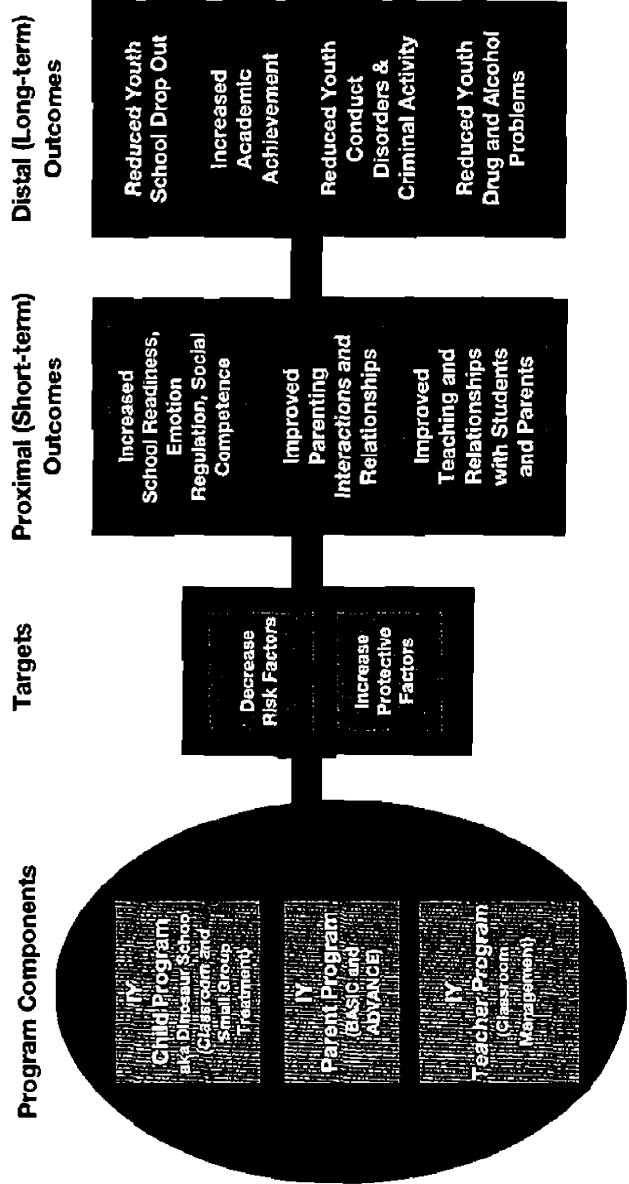 Program Components
IY
Child Program
aka Dinosaur School
(Classroom and
Small Group
Treatment)
IY
Parent Program
(BASIC and
ADVANCE)
IY
Teacher Program
(Classroom
Management)
Targets
Decrease
Risk Factors
Increase
Protective
Factors
Proximal (Short-term)
Outcomes
Increased
School Readiness,
Emotion
Regulation, Social
Competence
Improved
Parenting
Interactions and
Relationships
Improved
Teaching and
Relationships
with Students
and Parents
Distal (Long-term)
Outcomes
Reduced Youth
School Drop Out
Increased
Academic
Achievement
Reduced Youth
Conduct
Disorders &
Criminal Activity
Reduced Youth
Drug and Alcohol
Problems